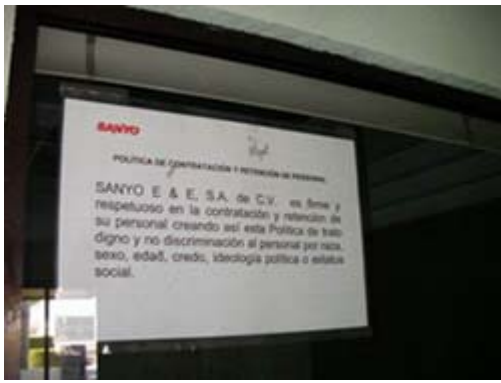 SANYO
POLÍTICA DE CONTRATACIÓN Y RETENCIÓN DE PERSONAL
SANYO E & E, S.A. de C.V. es firme y
respetuoso en la contratación y retención de
su personal creando así esta Política de trato
digno y no discriminación al personal por raza,
sexo, edad, credo, ideología política o estatus
social.